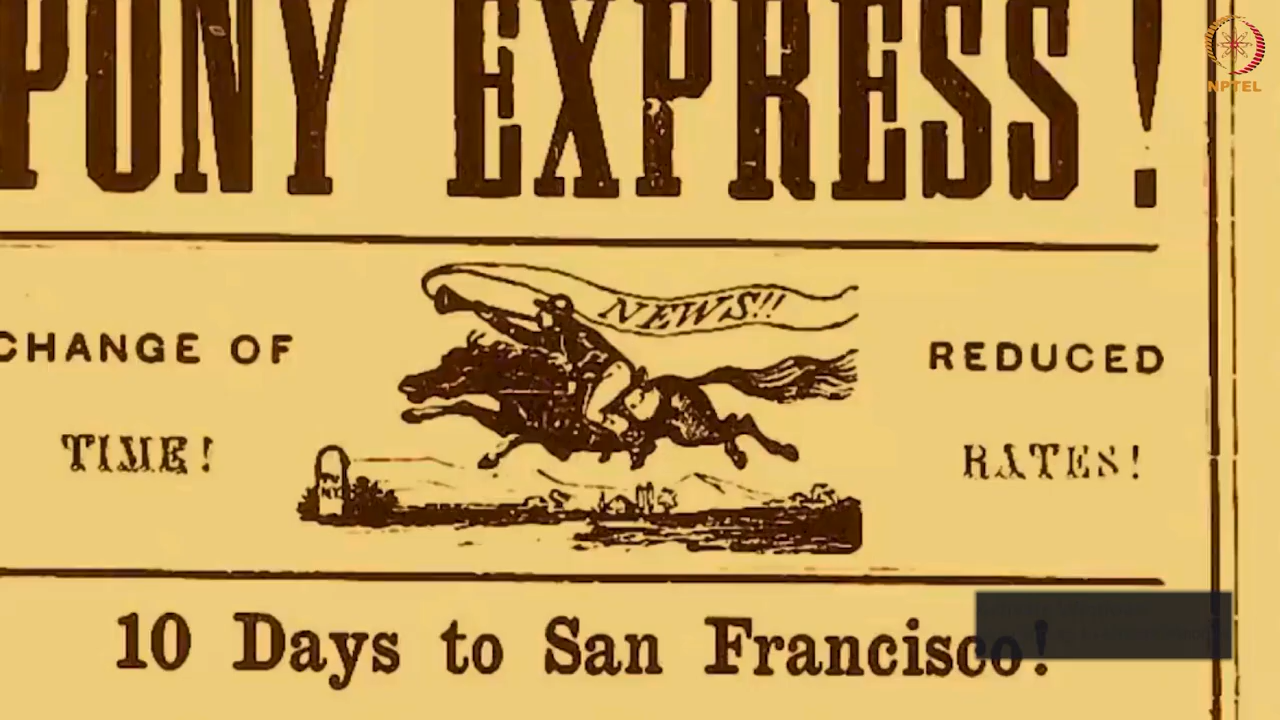 PONY EXPRESS!
NPTEL
NEWS!!
CHANGE OF
TIME!
REDUCED
RATES!
10 Days to San Francisco!